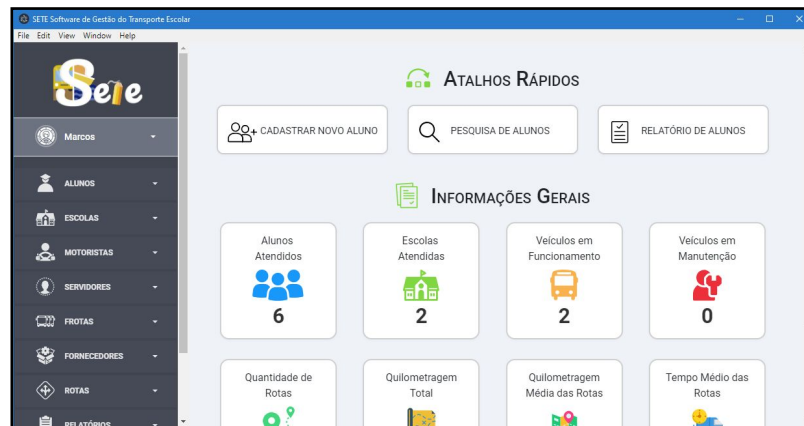 SETE Software de Gestão do Transporte Escolar
File Edit View Window Help
Sete
Marcos
ALUNOS
ESCOLAS
MOTORISTAS
SERVIDORES
FROTAS
FORNECEDORES
ROTAS
RELATÓRIOS
ATALHOS RÁPIDOS
CADASTRAR NOVO ALUNO
PESQUISA DE ALUNOS
RELATÓRIO DE ALUNOS
INFORMAÇÕES GERAIS
Alunos
Atendidos
6
Escolas
Atendidas
2
Veículos em
Funcionamento
2
Veículos em
Manutenção
0
Quantidade de
Rotas
Quilometragem
Total
Quilometragem
Média das Rotas
Tempo Médio das
Rotas